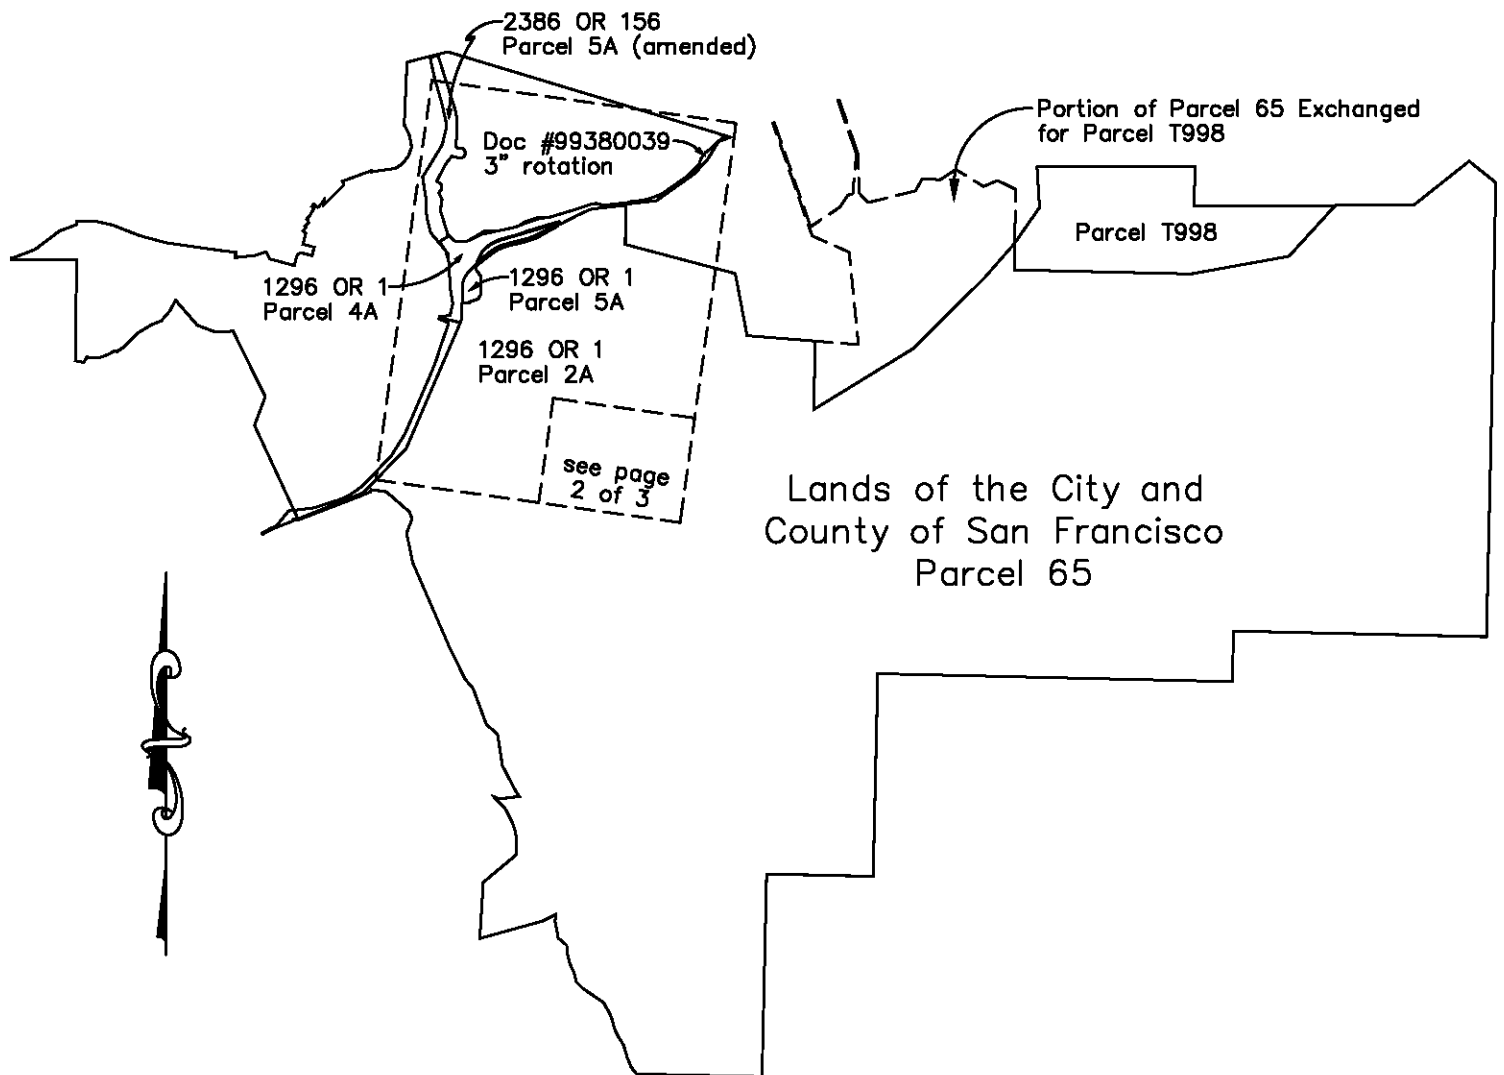 2386 OR 156
Parcel 5A (amended)
Portion of Parcel 65 Exchanged
for Parcel T998
Doc #99380039
3" rotation
Parcel T998
1296 OR 1
Parcel 4A
1296 OR 1
Parcel 5A
1296 OR 1
Parcel 2A
see page
2 of 3
Lands of the City and
County of San Francisco
Parcel 65